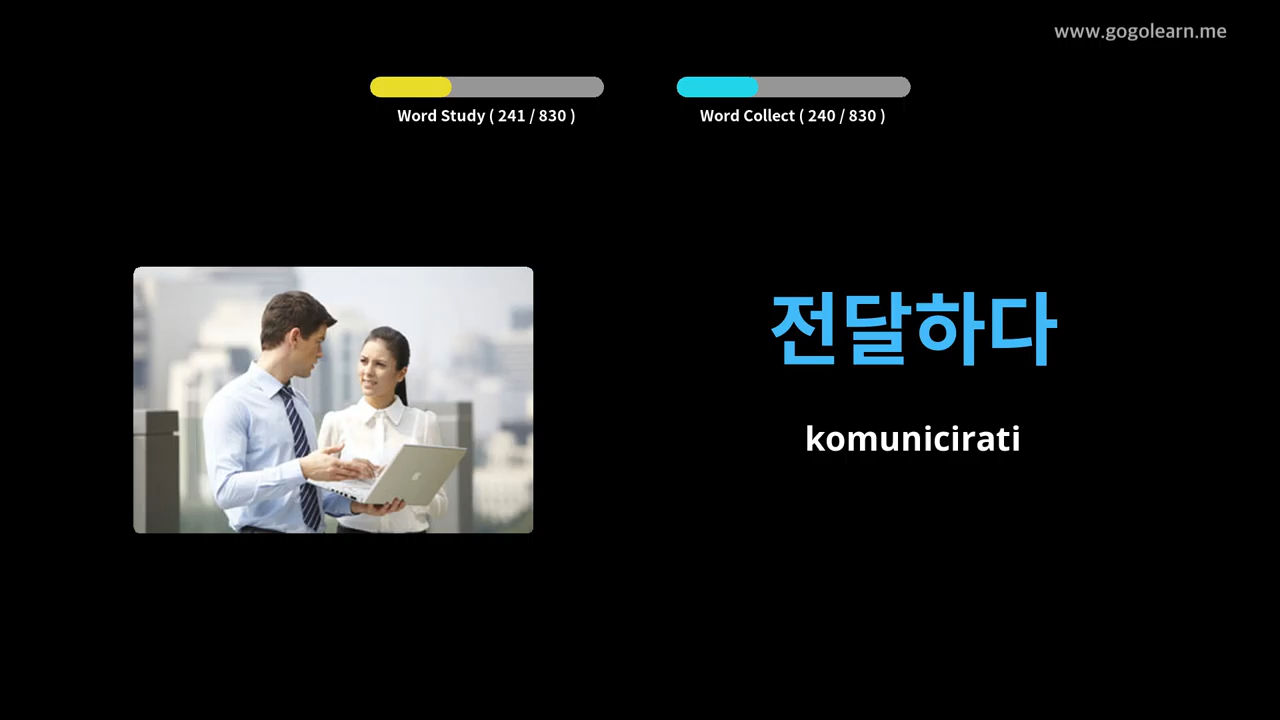 www.gogolearn.me
Word Study ( 241 / 830 )
Word Collect ( 240 / 830 )
전달하다
komunicirati